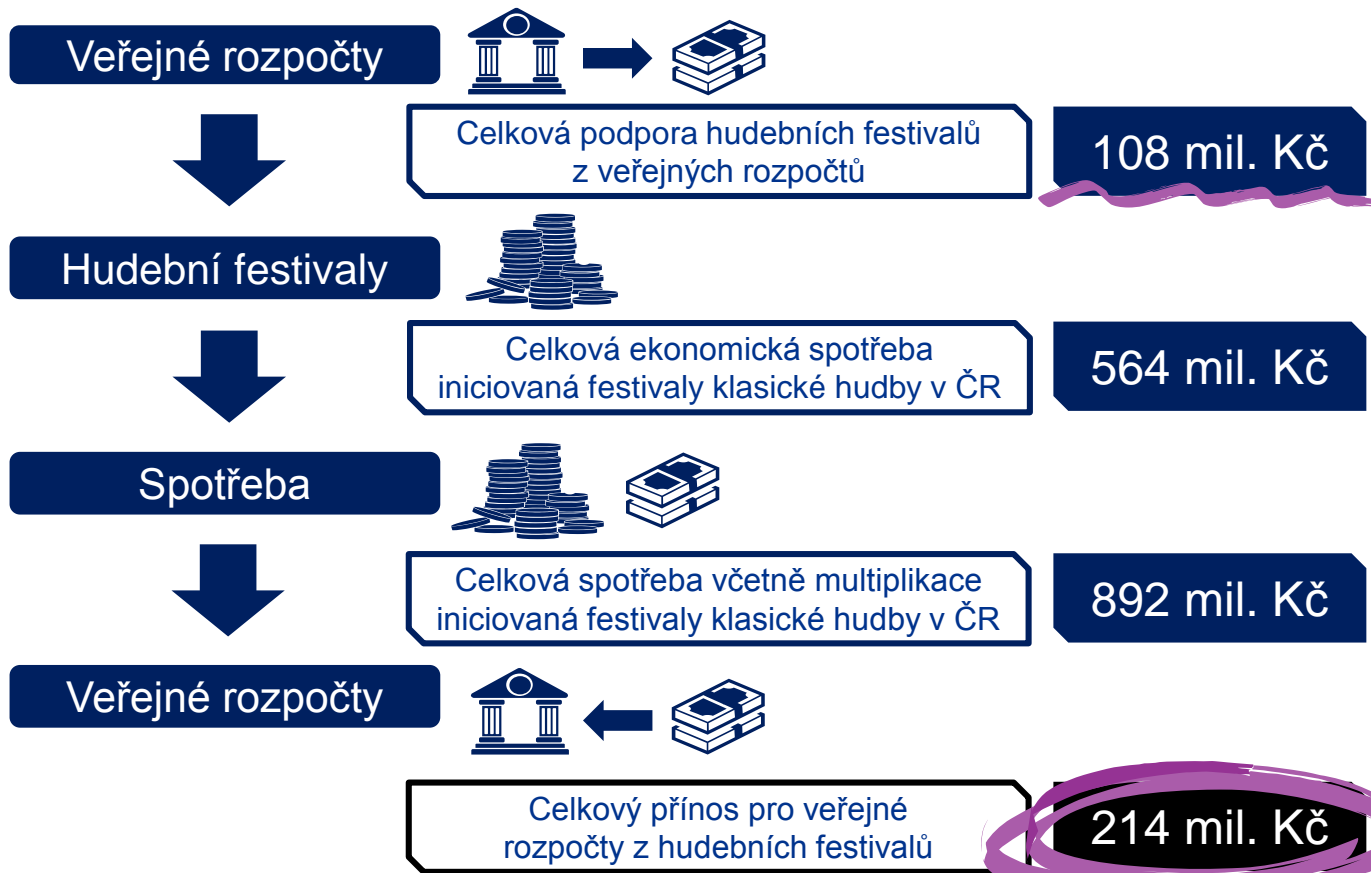 Veřejné rozpočty
Celková podpora hudebních festivalů
z veřejných rozpočtů
108 mil. Kč
Hudební festivaly
Celková ekonomická spotřeba
iniciovaná festivaly klasické hudby v ČR
564 mil. Kč
Spotřeba
Celková spotřeba včetně multiplikace
iniciovaná festivaly klasické hudby v ČR
892 mil. Kč
Veřejné rozpočty
Celkový přínos pro veřejné
rozpočty z hudebních festivalů
214 mil. Kč